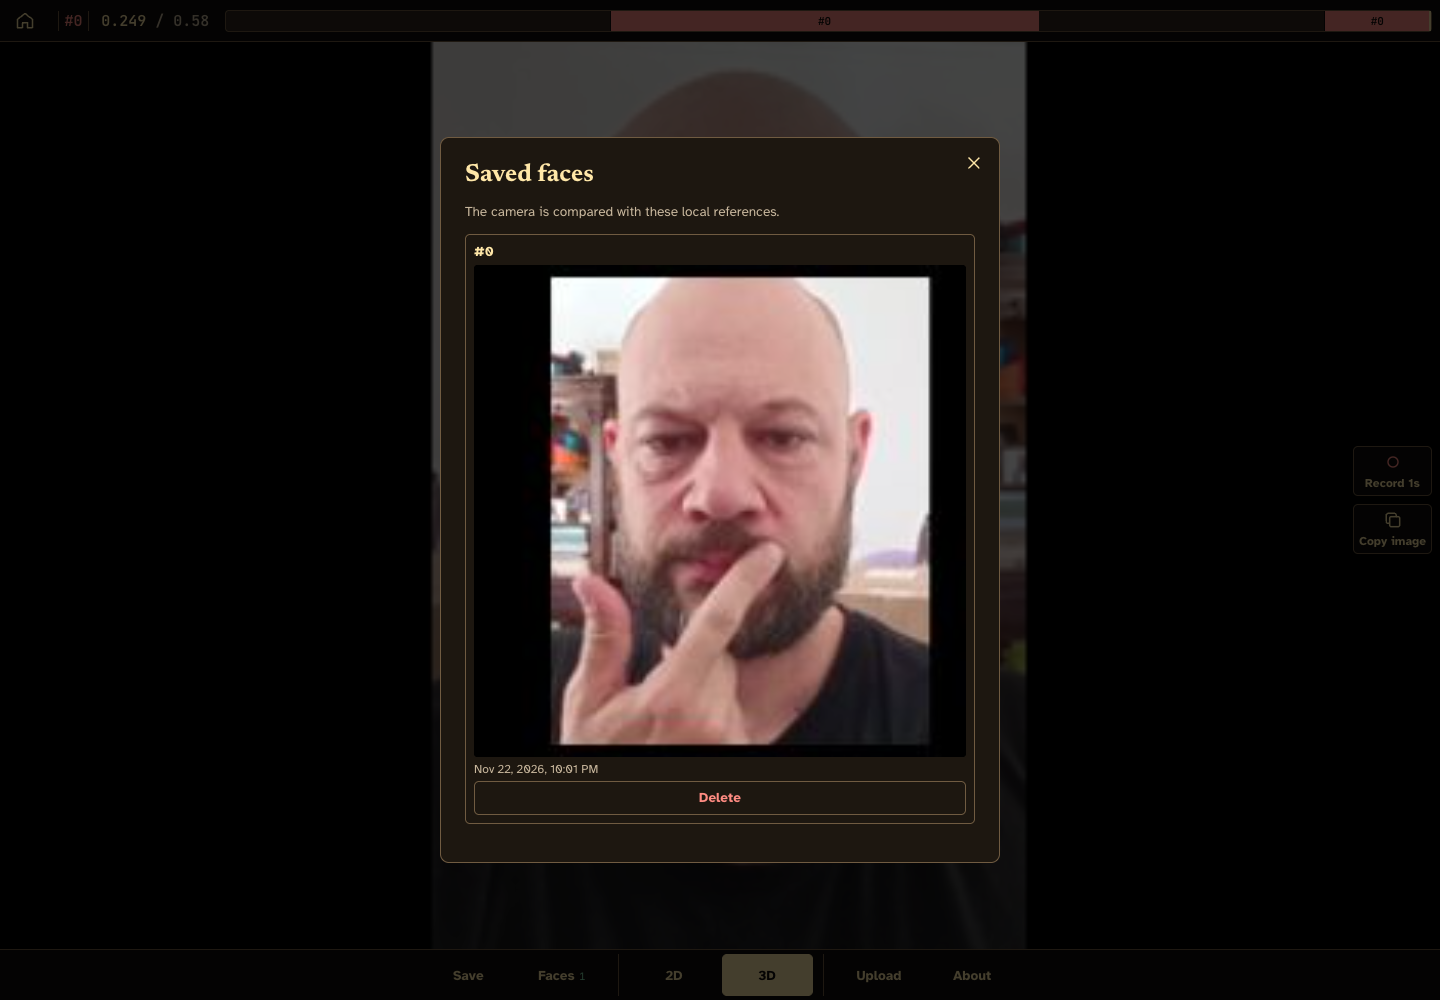 #0 0.249 / 0.58 #0 #0
Saved faces
The camera is compared with these local references.
#0
Record 1s
Copy image
Nov 22, 2026, 10:01 PM
Delete
Save Faces 1 2D 3D Upload About